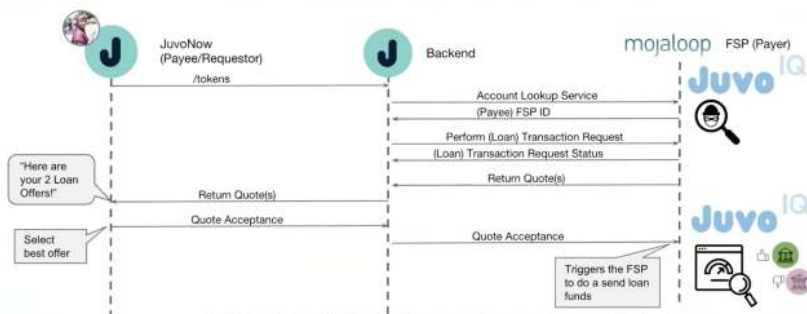 JuvoNow
(Payee/Requestor)
J
J
Backend
mojaloop FSP (Payer)
Juvo IQ
/tokens
Account Lookup Service
(Payee) FSP ID
Perform (Loan) Transaction Request
(Loan) Transaction Request Status
"Here are
your 2 Loan
Offers!"
Return Quote(s)
Return Quote(s)
Juvo IQ
Quote Acceptance
Select
best offer
Quote Acceptance
Triggers the FSP
to do a send loan
funds